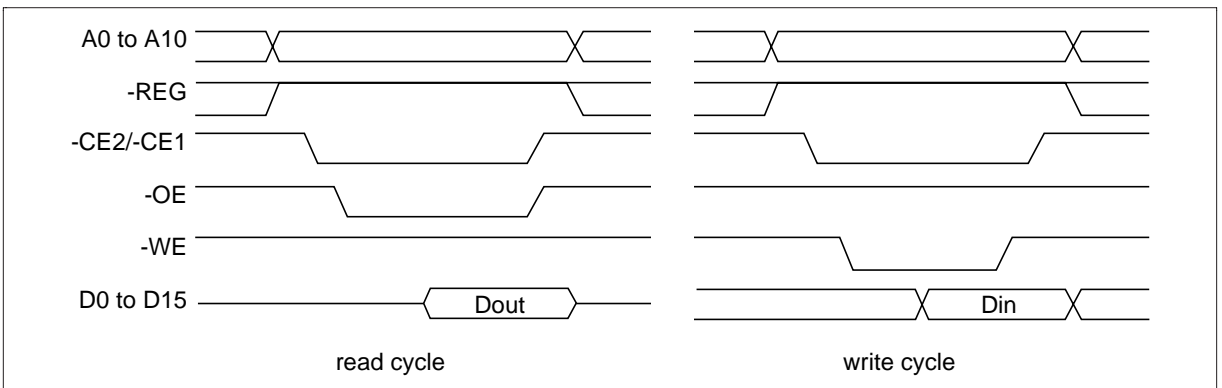 A0 to A10
-REG
-CE2/-CE1
-OE
-WE
D0 to D15 Dout Din
read cycle write cycle